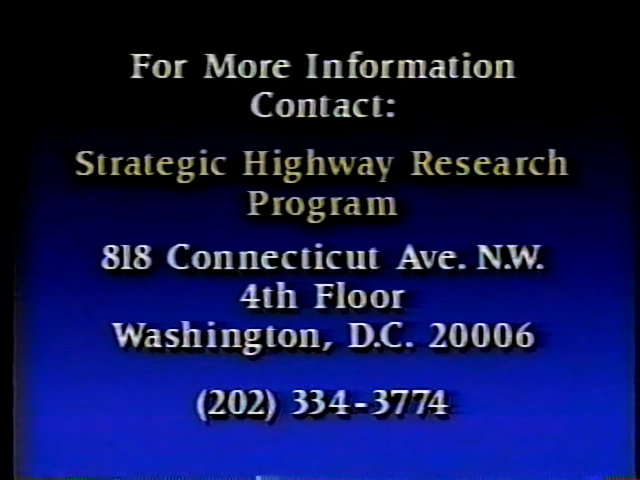 For More Information
Contact:
Strategic Highway Research
Program
818 Connecticut Ave. N.W.
4th Floor
Washington, D.C. 20006
(202) 334-3774